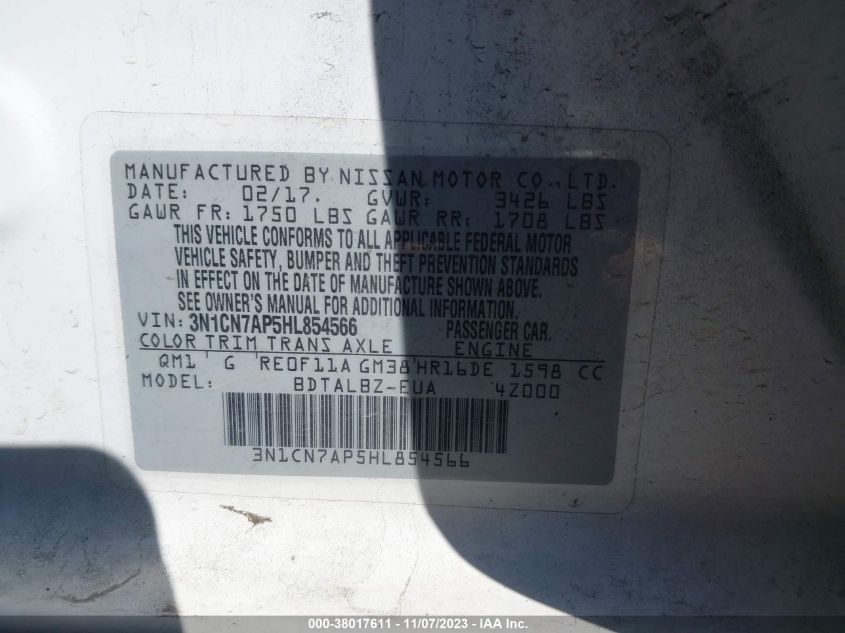 MANUFACTURED BY NISSAN MOTOR CO., LTD.
DATE: 02/17. GVWR: 3426 LBS
GAWR FR: 1750 LBS GAWR RR: 1708 LBS
THIS VEHICLE CONFORMS TO ALL APPLICABLE FEDERAL MOTOR
VEHICLE SAFETY, BUMPER AND THEFT PREVENTION STANDARDS
IN EFFECT ON THE DATE OF MANUFACTURE SHOWN ABOVE.
SEE OWNER'S MANUAL FOR ADDITIONAL INFORMATION.
VIN: 3N1CN7AP5HL854566 PASSENGER CAR.
COLOR TRIM TRANS AXLE ENGINE
QM1 G RE0F11A GM38 HR16DE 1598 CC
MODEL: BDTALBZ-EUA 4Z000
3N1CN7AP5HL854566
000-38017611 - 11/07/2023 - IAA Inc.